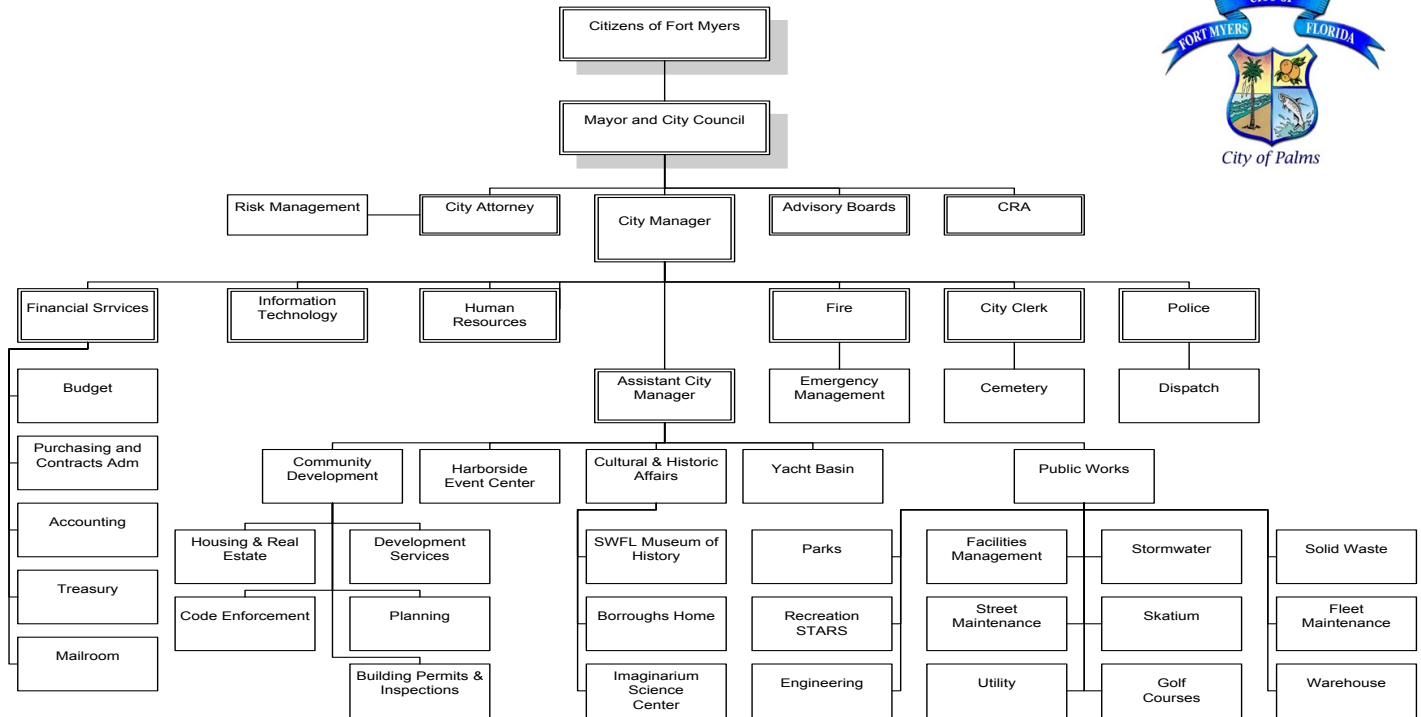 Citizens of Fort Myers
FORT MYERS
FLORIDA
City of Palms
Mayor and City Council
Risk Management
City Attorney
City Manager
Advisory Boards
CRA
Financial Srrvices
Information
Technology
Human
Resources
Fire
City Clerk
Police
Budget
Assistant City
Manager
Emergency
Management
Cemetery
Dispatch
Purchasing and
Contracts Adm
Community
Development
Harborside
Event Center
Cultural & Historic
Affairs
Yacht Basin
Public Works
Accounting
Housing & Real
Estate
Development
Services
SWFL Museum of
History
Parks
Facilities
Management
Stormwater
Solid Waste
Treasury
Code Enforcement
Planning
Borroughs Home
Recreation
STARS
Street
Maintenance
Skatium
Fleet
Maintenance
Mailroom
Building Permits &
Inspections
Imaginarium
Science
Center
Engineering
Utility
Golf
Courses
Warehouse